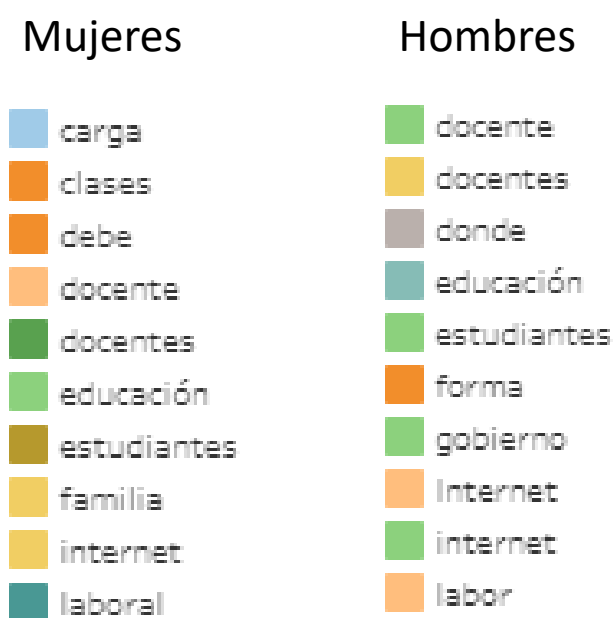 Mujeres
carga
clases
debe
docente
docentes
educación
estudiantes
familia
internet
laboral
Hombres
docente
docentes
donde
educación
estudiantes
forma
gobierno
Internet
internet
labor